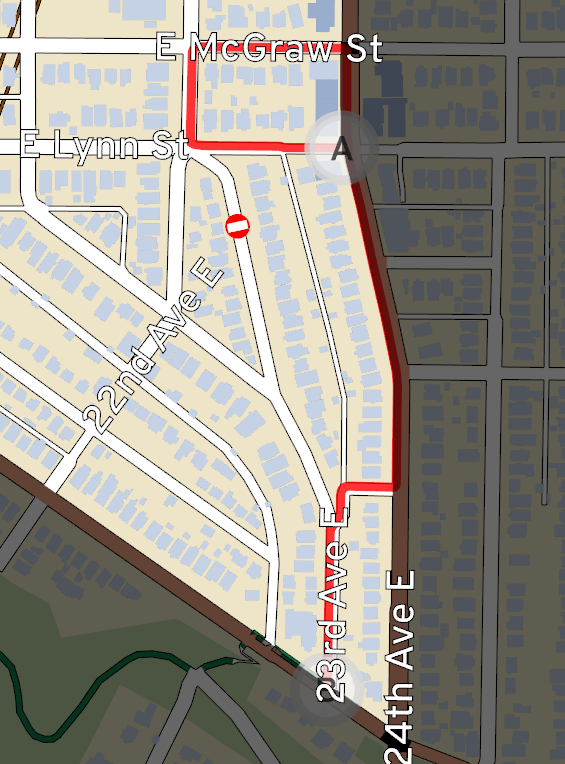 E McGraw St
E Lynn St
A
22nd Ave E
23rd Ave E
24th Ave E